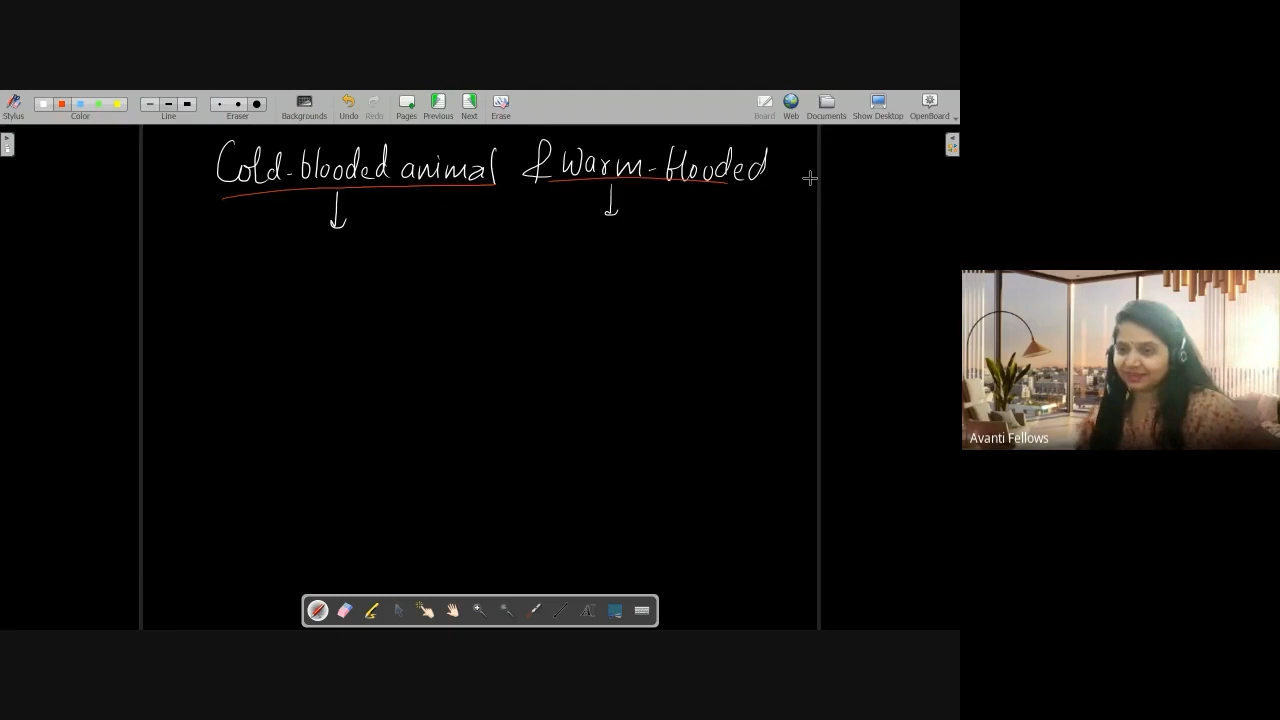 Stylus
Color
Line
Eraser
Backgrounds
Undo
Redo
Pages
Previous
Next
Erase
Board
Web
Documents
Show Desktop
OpenBoard
Cold-blooded animal & Warm-blooded
Avanti Fellows